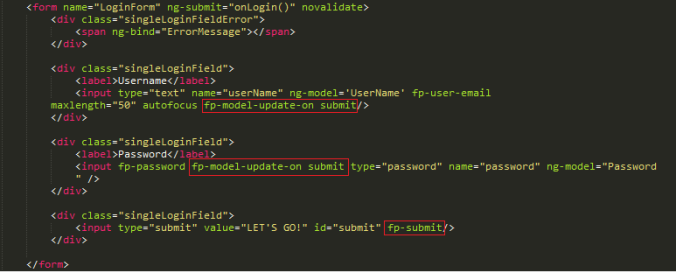 <form name="LoginForm" ng-submit="onLogin()" novalidate>
<div class="singleLoginFieldError">
<span ng-bind="ErrorMessage"></span>
</div>
<div class="singleLoginField">
<label>Username</label>
<input type="text" name="userName" ng-model='UserName' fp-user-email
maxlength="50" autofocus fp-model-update-on submit/>
</div>
<div class="singleLoginField">
<label>Password</label>
<input fp-password fp-model-update-on submit type="password" name="password" ng-model="Password
" />
</div>
<div class="singleLoginField">
<input type="submit" value="LET'S GO!" id="submit" fp-submit/>
</div>
</form>